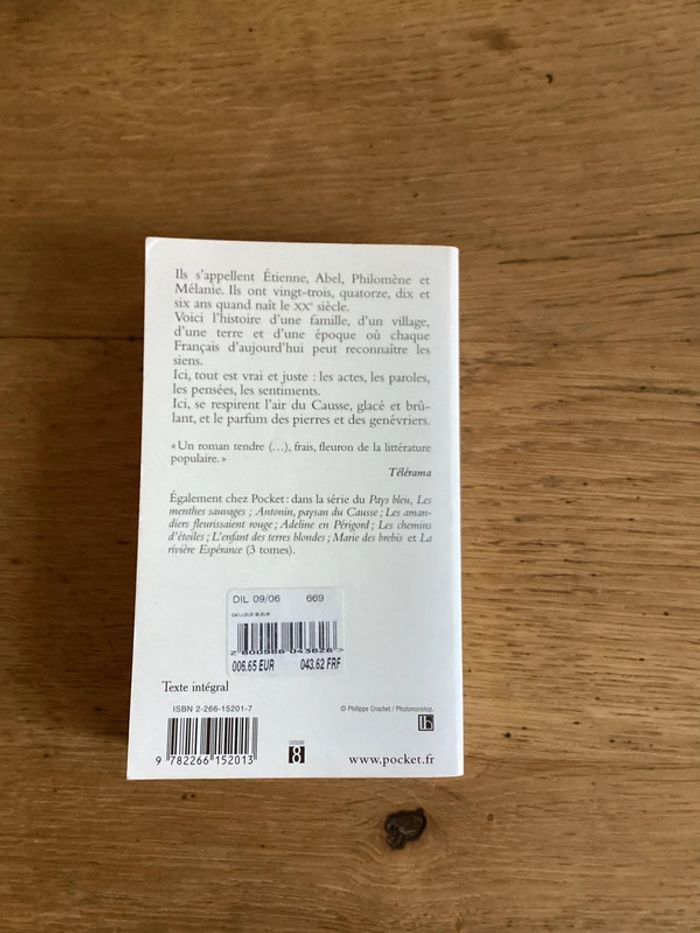 Ils s'appellent Étienne, Abel, Philomène et
Mélanie. Ils ont vingt-trois, quatorze, dix et
six ans quand naît le XXe siècle.
Voici l'histoire d'une famille, d'un village,
d'une terre et d'une époque où chaque
Français d'aujourd'hui peut reconnaître les
siens.
Ici, tout est vrai et juste : les actes, les paroles,
les pensées, les sentiments.
Ici, se respirent l'air du Causse, glacé et brû-
lant, et le parfum des pierres et des genévriers.
« Un roman tendre (...), frais, fleuron de la littérature
populaire. »
Télérama
Également chez Pocket : dans la série du Pays bleu, Les
menthes sauvages ; Antonin, paysan du Causse ; Les aman-
diers fleurissaient rouge ; Adeline en Périgord ; Les chemins
d'étoiles ; L'enfant des terres blondes ; Marie des brebis et La
rivière Espérance (3 tomes).
DIL 09/06 669
CAILLOUX BLEUS
006.65 EUR 043.62 FRF
Texte intégral
ISBN 2-266-15201-7
© Philippe Crochet / Photononstop.
9 782266 152013
8
www.pocket.fr